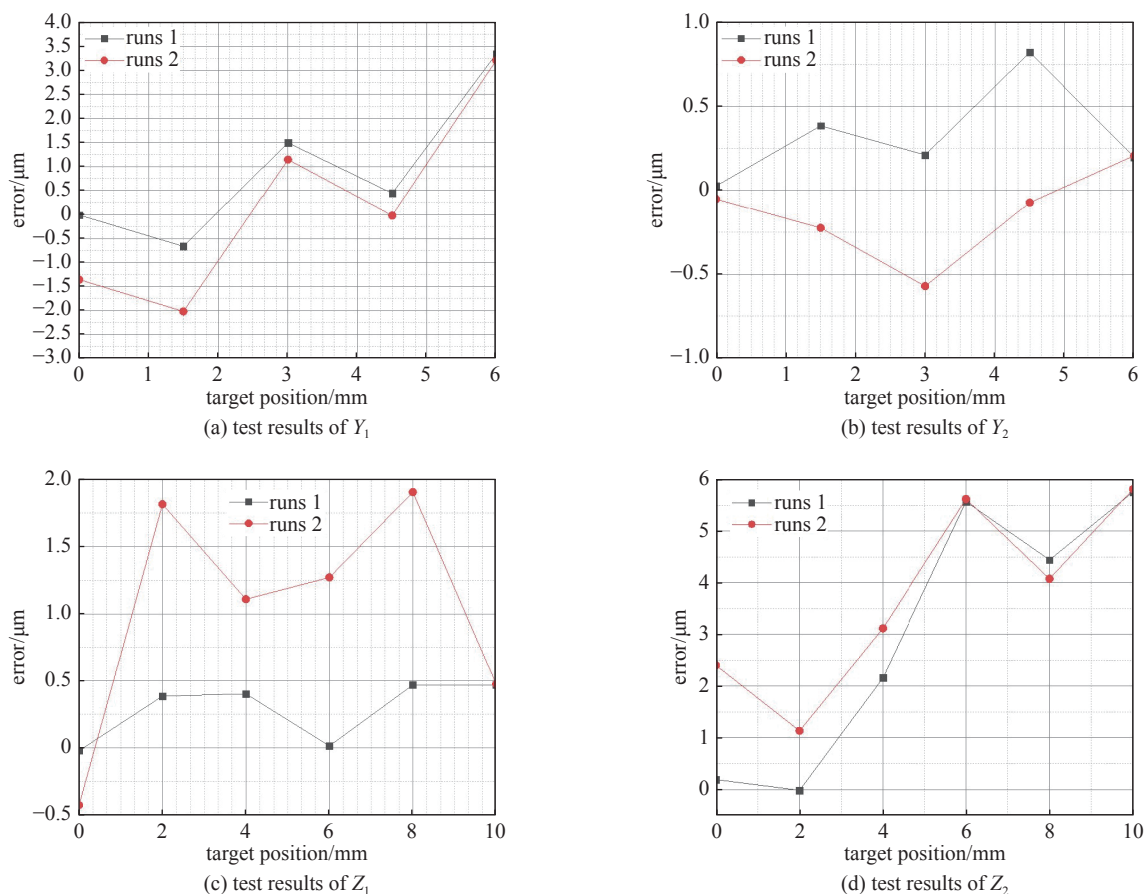 4.0
3.5
3.0
2.5
2.0
1.5
1.0
0.5
0
−0.5
−1.0
−1.5
−2.0
−2.5
−3.0
runs 1
runs 2
error/μm
0 1 2 3 4 5 6
target position/mm
(a) test results of Y₁
1.0
0.5
0
−0.5
−1.0
runs 1
runs 2
error/μm
0 1 2 3 4 5 6
target position/mm
(b) test results of Y₂
2.0
1.5
1.0
0.5
0
−0.5
runs 1
runs 2
error/μm
0 2 4 6 8 10
target position/mm
(c) test results of Z₁
6
5
4
3
2
1
0
runs 1
runs 2
error/μm
0 2 4 6 8 10
target position/mm
(d) test results of Z₂